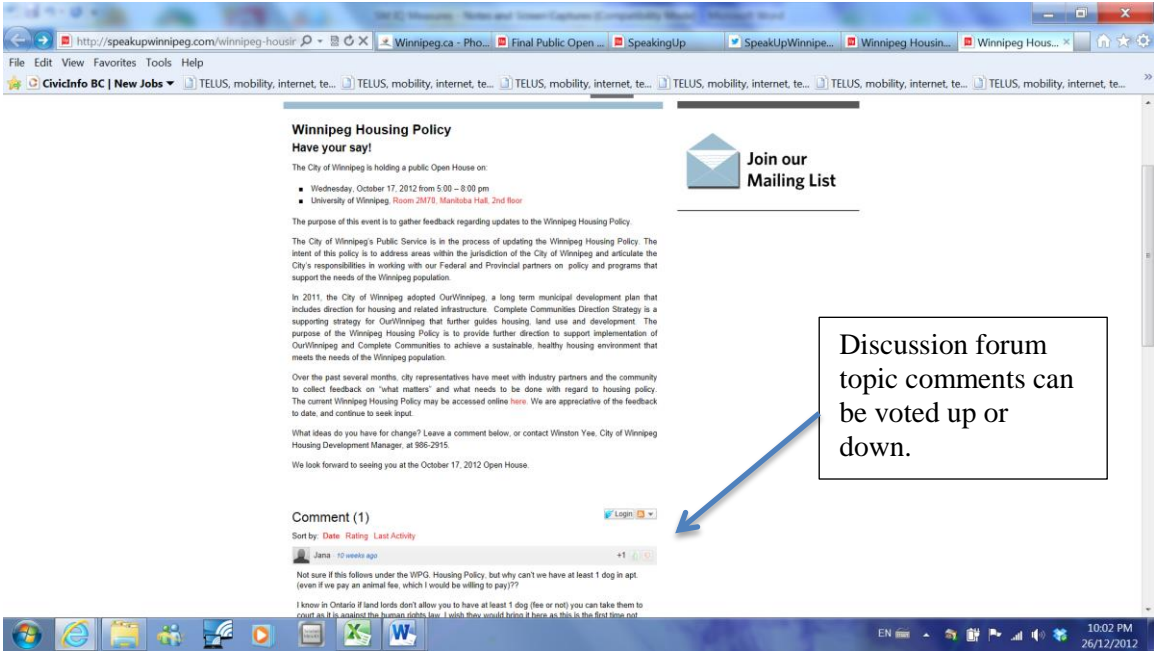 SM IQ Measures - Notes and Screen Captures [Compatibility Mode] - Microsoft Word
http://speakupwinnipeg.com/winnipeg-housir
Winnipeg.ca - Pho...
Final Public Open ...
SpeakingUp
SpeakUpWinnipe...
Winnipeg Housin...
Winnipeg Hous...
File Edit View Favorites Tools Help
CivicInfo BC | New Jobs
TELUS, mobility, internet, te...
TELUS, mobility, internet, te...
TELUS, mobility, internet, te...
TELUS, mobility, internet, te...
TELUS, mobility, internet, te...
TELUS, mobility, internet, te...
Winnipeg Housing Policy
Have your say!
The City of Winnipeg is holding a public Open House on:
Wednesday, October 17, 2012 from 5:00 – 8:00 pm
University of Winnipeg, Room 2M70, Manitoba Hall, 2nd floor
The purpose of this event is to gather feedback regarding updates to the Winnipeg Housing Policy.
The City of Winnipeg's Public Service is in the process of updating the Winnipeg Housing Policy. The
intent of this policy is to address areas within the jurisdiction of the City of Winnipeg and articulate the
City's responsibilities in working with our Federal and Provincial partners on policy and programs that
support the needs of the Winnipeg population.
In 2011, the City of Winnipeg adopted OurWinnipeg, a long term municipal development plan that
includes direction for housing and related infrastructure. Complete Communities Direction Strategy is a
supporting strategy for OurWinnipeg that further guides housing, land use and development. The
purpose of the Winnipeg Housing Policy is to provide further direction to support implementation of
OurWinnipeg and Complete Communities to achieve a sustainable, healthy housing environment that
meets the needs of the Winnipeg population.
Over the past several months, city representatives have meet with industry partners and the community
to collect feedback on "what matters" and what needs to be done with regard to housing policy.
The current Winnipeg Housing Policy may be accessed online here. We are appreciative of the feedback
to date, and continue to seek input.
What ideas do you have for change? Leave a comment below, or contact Winston Yee, City of Winnipeg
Housing Development Manager, at 986-2915.
We look forward to seeing you at the October 17, 2012 Open House.
Join our
Mailing List
Discussion forum
topic comments can
be voted up or
down.
Comment (1)
Login
Sort by: Date Rating Last Activity
Jana · 10 weeks ago
+1
Not sure if this follows under the WPG. Housing Policy, but why can't we have at least 1 dog in apt.
(even if we pay an animal fee, which I would be willing to pay)??
I know in Ontario if land lords don't allow you to have at least 1 dog (fee or not) you can take them to
court as it is against the human rights law. I wish they would bring it here as this is the first time not
EN
10:02 PM
26/12/2012